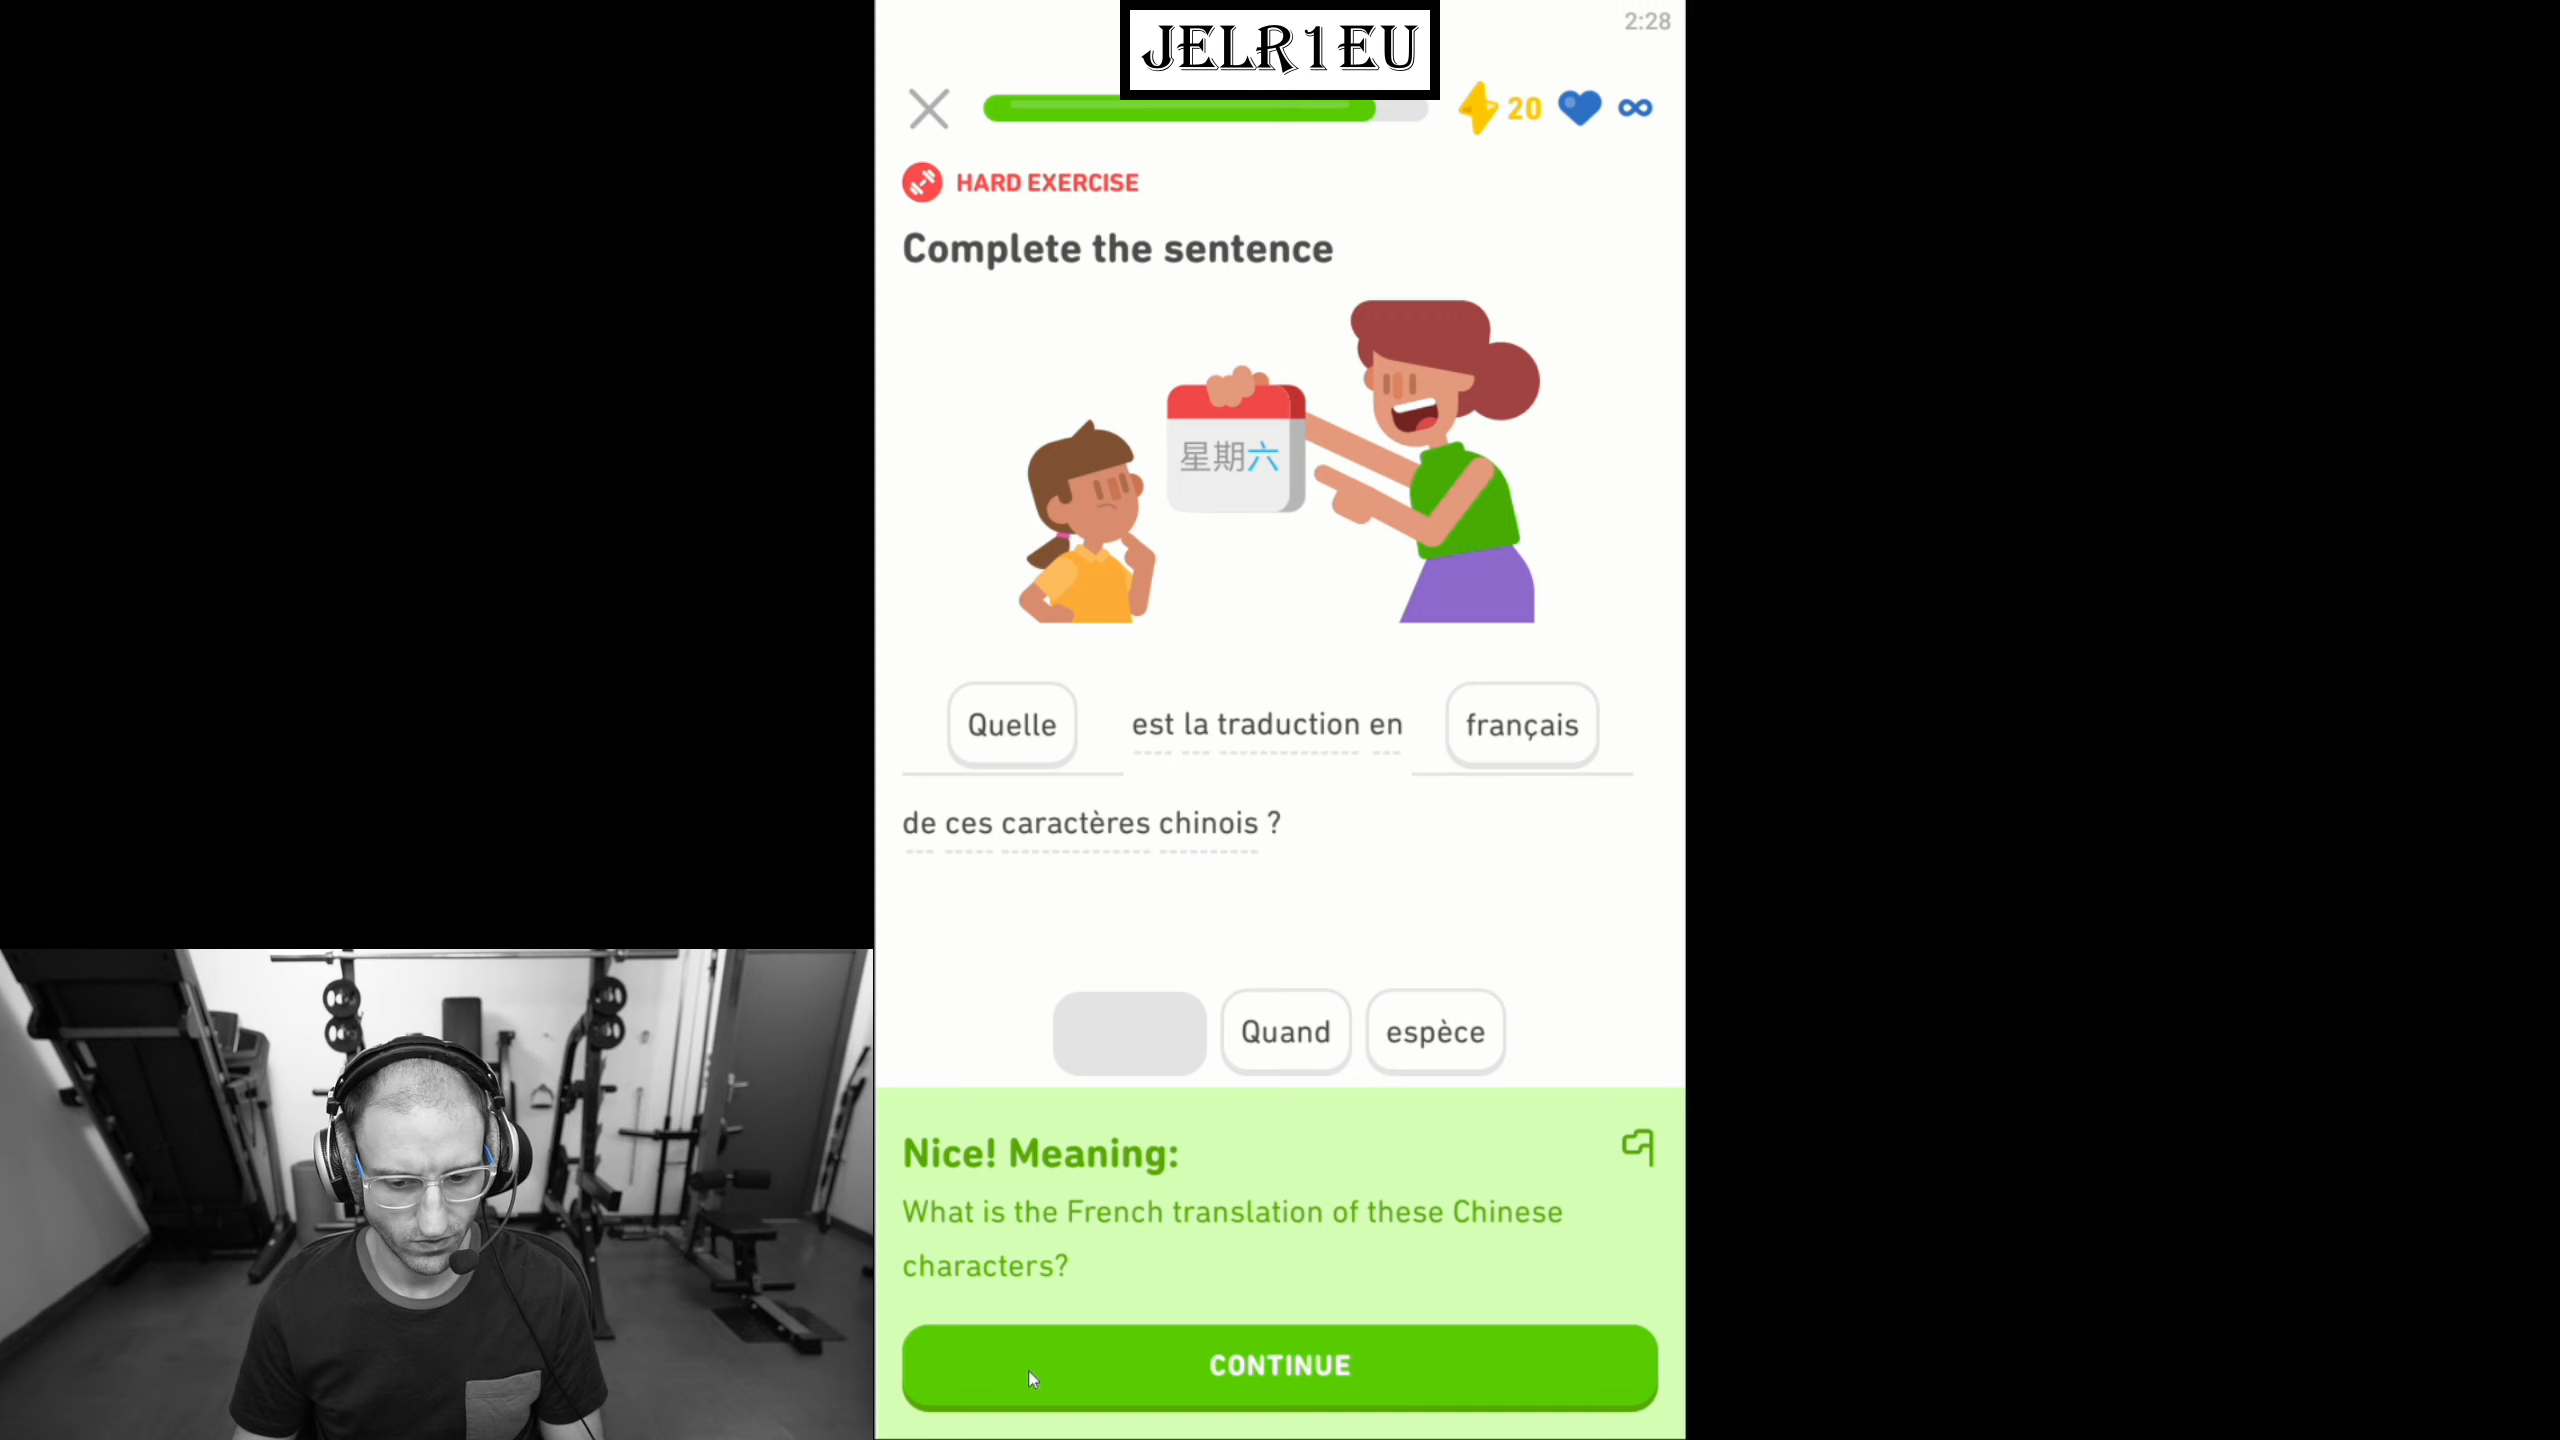 JELR1EU
2:28
20
HARD EXERCISE
Complete the sentence
星期六
Quelle est la traduction en français
de ces caractères chinois ?
Quand espèce
Nice! Meaning:
What is the French translation of these Chinese
characters?
CONTINUE